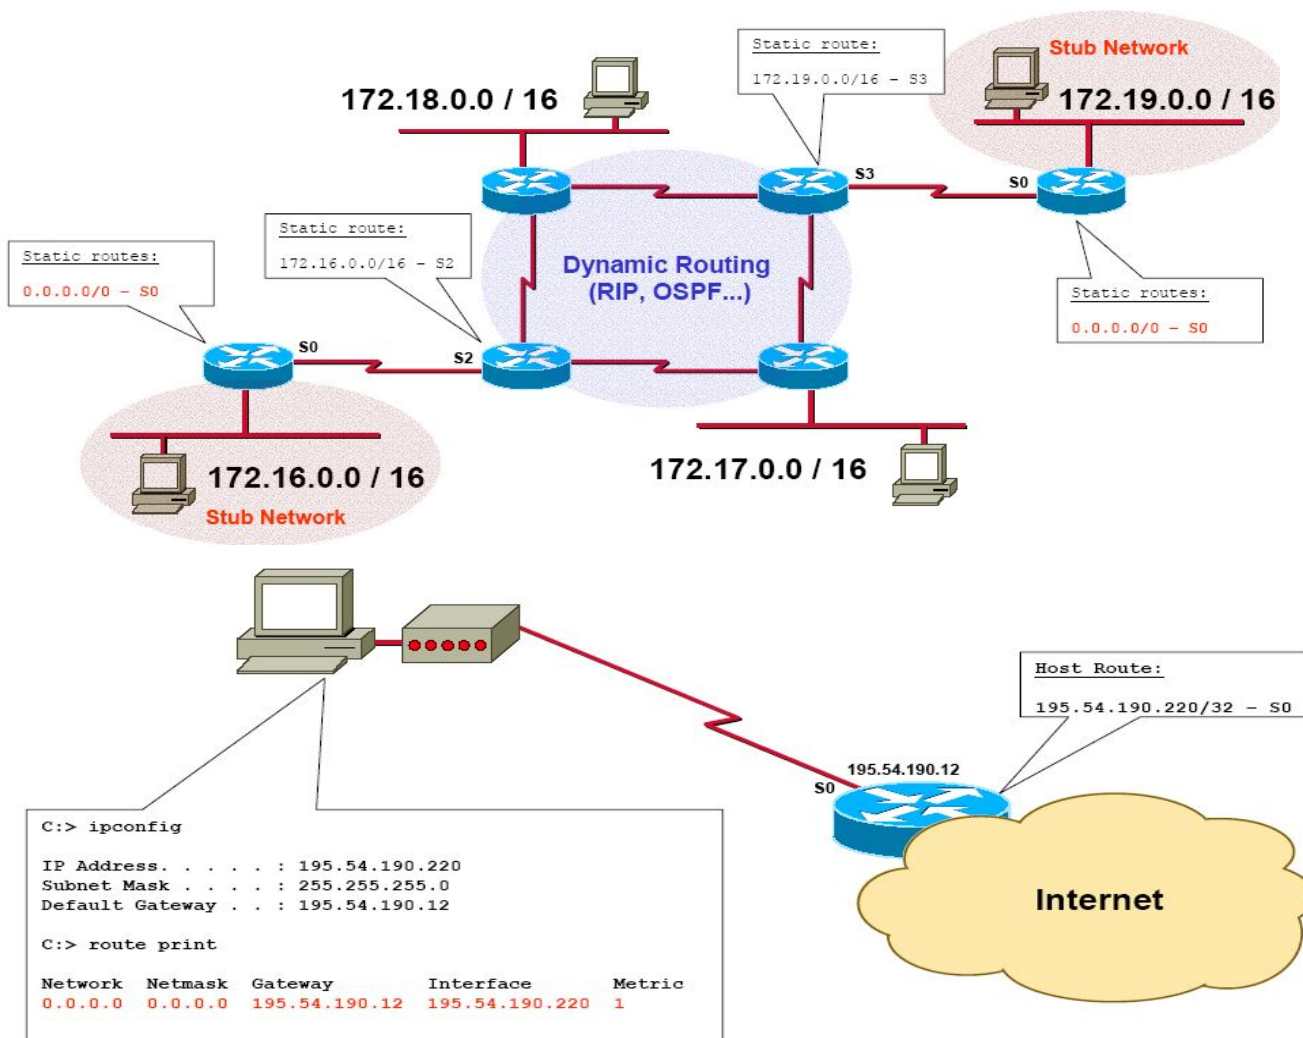 Static route:
172.19.0.0/16 – S3
Stub Network
172.18.0.0 / 16
172.19.0.0 / 16
S3
S0
Static route:
172.16.0.0/16 – S2
Static routes:
0.0.0.0/0 – S0
Dynamic Routing
(RIP, OSPF...)
Static routes:
0.0.0.0/0 – S0
S0
S2
172.16.0.0 / 16
Stub Network
172.17.0.0 / 16
Host Route:
195.54.190.220/32 – S0
195.54.190.12
S0
Internet
C:> ipconfig
IP Address. . . . . : 195.54.190.220
Subnet Mask . . . . : 255.255.255.0
Default Gateway . . : 195.54.190.12
C:> route print
Network Netmask Gateway Interface Metric
0.0.0.0 0.0.0.0 195.54.190.12 195.54.190.220 1